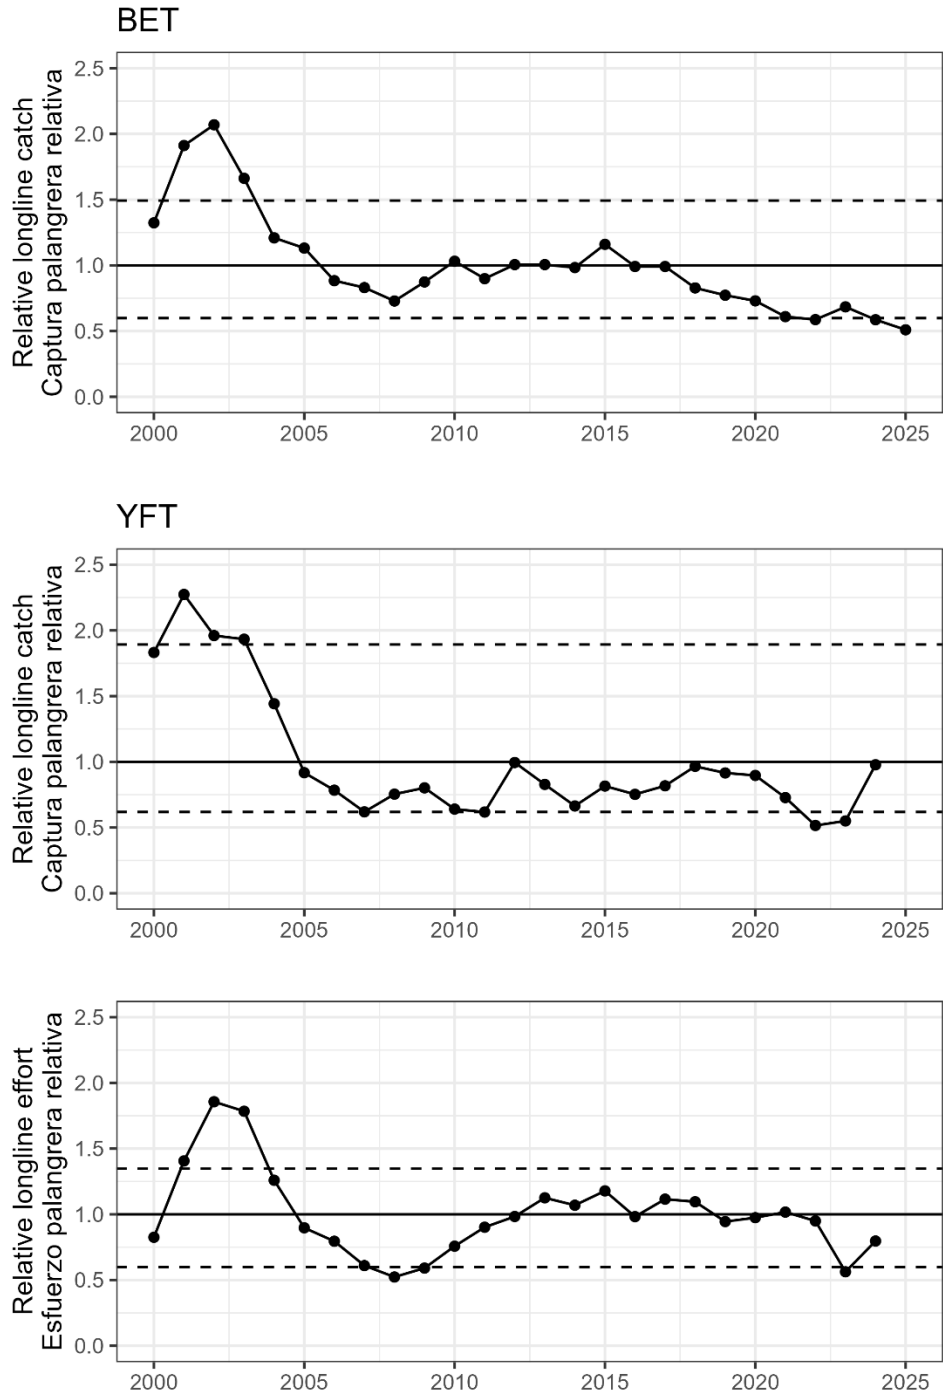 BET
Relative longline catch
Captura palangrera relativa
2.5
2.0
1.5
1.0
0.5
0.0
2000 2005 2010 2015 2020 2025
YFT
Relative longline catch
Captura palangrera relativa
2.5
2.0
1.5
1.0
0.5
0.0
2000 2005 2010 2015 2020 2025
Relative longline effort
Esfuerzo palangrera relativa
2.5
2.0
1.5
1.0
0.5
0.0
2000 2005 2010 2015 2020 2025